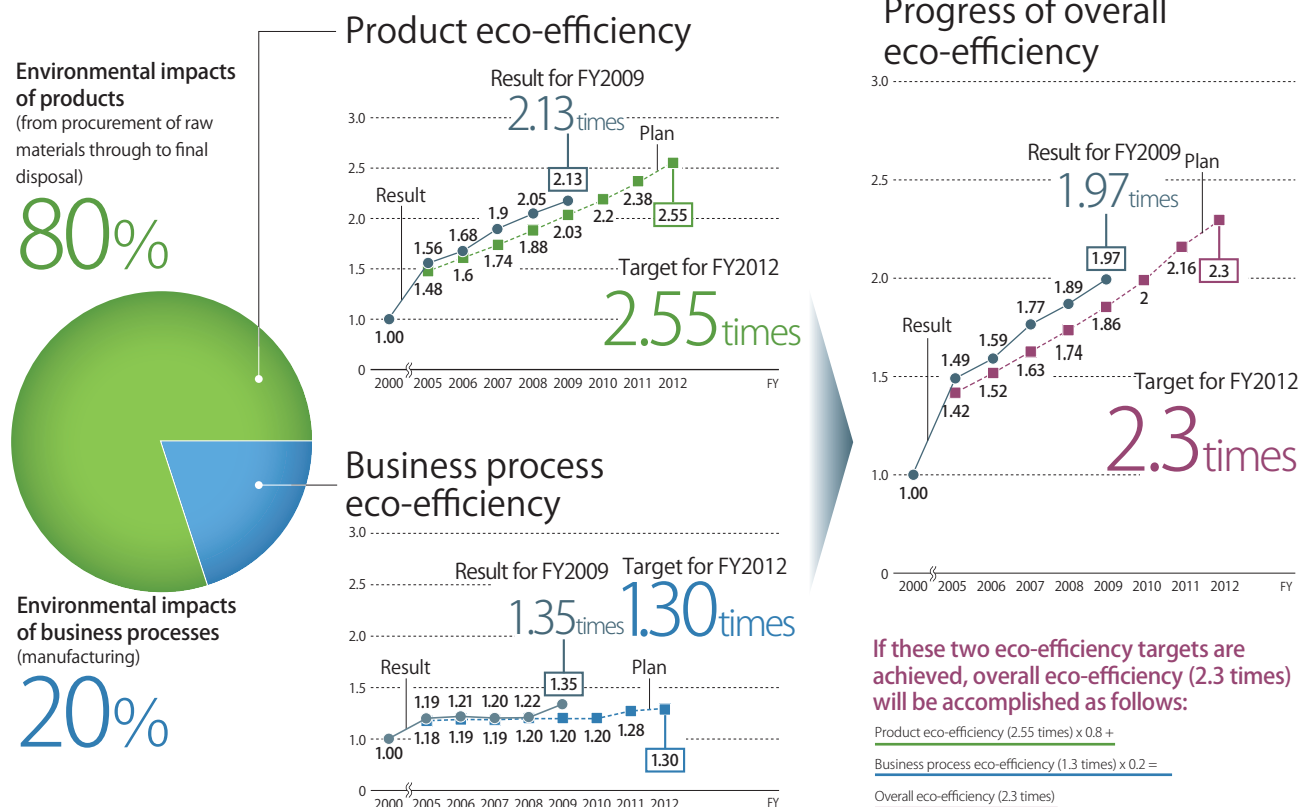 Product eco-efficiency
Environmental impacts
of products
(from procurement of raw
materials through to final
disposal)
80%
Result for FY2009
2.13 times
Plan
Result
3.0
2.5
2.0
1.5
1.0
0
1.00
1.56
1.68
1.9
2.05
2.13
1.48
1.6
1.74
1.88
2.03
2.2
2.38
2.55
Target for FY2012
2.55 times
2000 2005 2006 2007 2008 2009 2010 2011 2012 FY
Business process
eco-efficiency
Environmental impacts
of business processes
(manufacturing)
20%
Result for FY2009
1.35 times
Target for FY2012
1.30 times
Result
Plan
3.0
2.5
2.0
1.5
1.0
0
1.00
1.19 1.21 1.20 1.22
1.35
1.18 1.19 1.19 1.20 1.20 1.20 1.28
1.30
2000 2005 2006 2007 2008 2009 2010 2011 2012 FY
Progress of overall
eco-efficiency
3.0
2.5
2.0
1.5
1.0
0
Result for FY2009
1.97 times
Plan
Result
1.00
1.49
1.59
1.77
1.89
1.97
1.42
1.52
1.63
1.74
1.86
2
2.16
2.3
Target for FY2012
2.3 times
2000 2005 2006 2007 2008 2009 2010 2011 2012 FY
If these two eco-efficiency targets are
achieved, overall eco-efficiency (2.3 times)
will be accomplished as follows:
Product eco-efficiency (2.55 times) x 0.8 +
Business process eco-efficiency (1.3 times) x 0.2 =
Overall eco-efficiency (2.3 times)